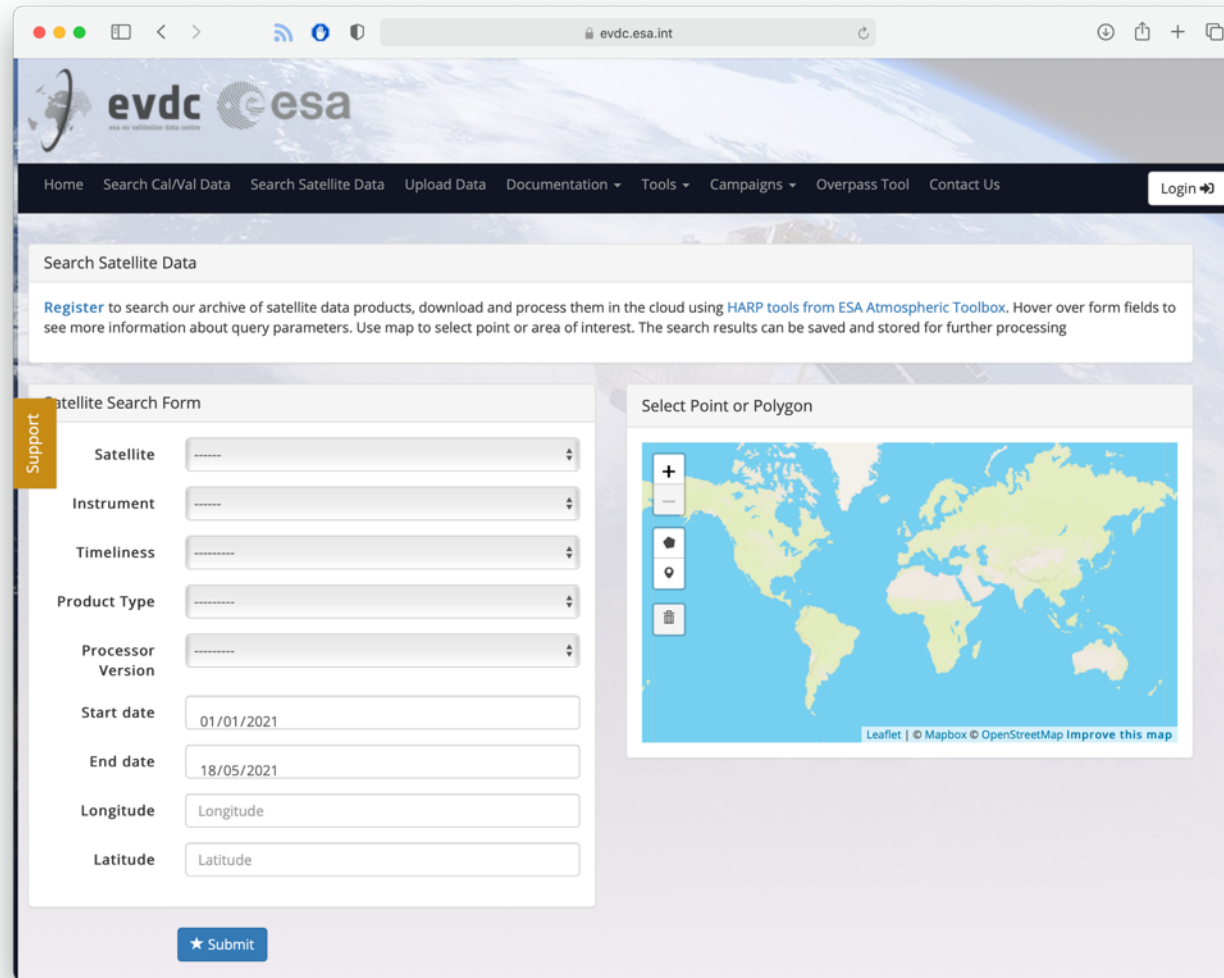 evdc.esa.int
evdc esa
esa eo validation data centre
Home Search Cal/Val Data Search Satellite Data Upload Data Documentation Tools Campaigns Overpass Tool Contact Us Login
Search Satellite Data
Register to search our archive of satellite data products, download and process them in the cloud using HARP tools from ESA Atmospheric Toolbox. Hover over form fields to
see more information about query parameters. Use map to select point or area of interest. The search results can be saved and stored for further processing
Satellite Search Form
Support
Satellite ------
Instrument ------
Timeliness ---------
Product Type ---------
Processor
Version ---------
Start date 01/01/2021
End date 18/05/2021
Longitude Longitude
Latitude Latitude
Submit
Select Point or Polygon
+
−
Leaflet | © Mapbox © OpenStreetMap Improve this map